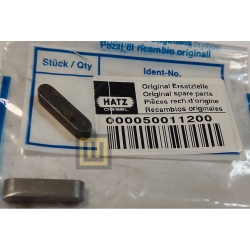 Pezzi di ricambio originali
Stück / Qty
Ident-No.
HATZ
DIESEL
Original Ersatzteile
Original spare parts
Pièces rech.d'origine
Recambios originales
00050011200